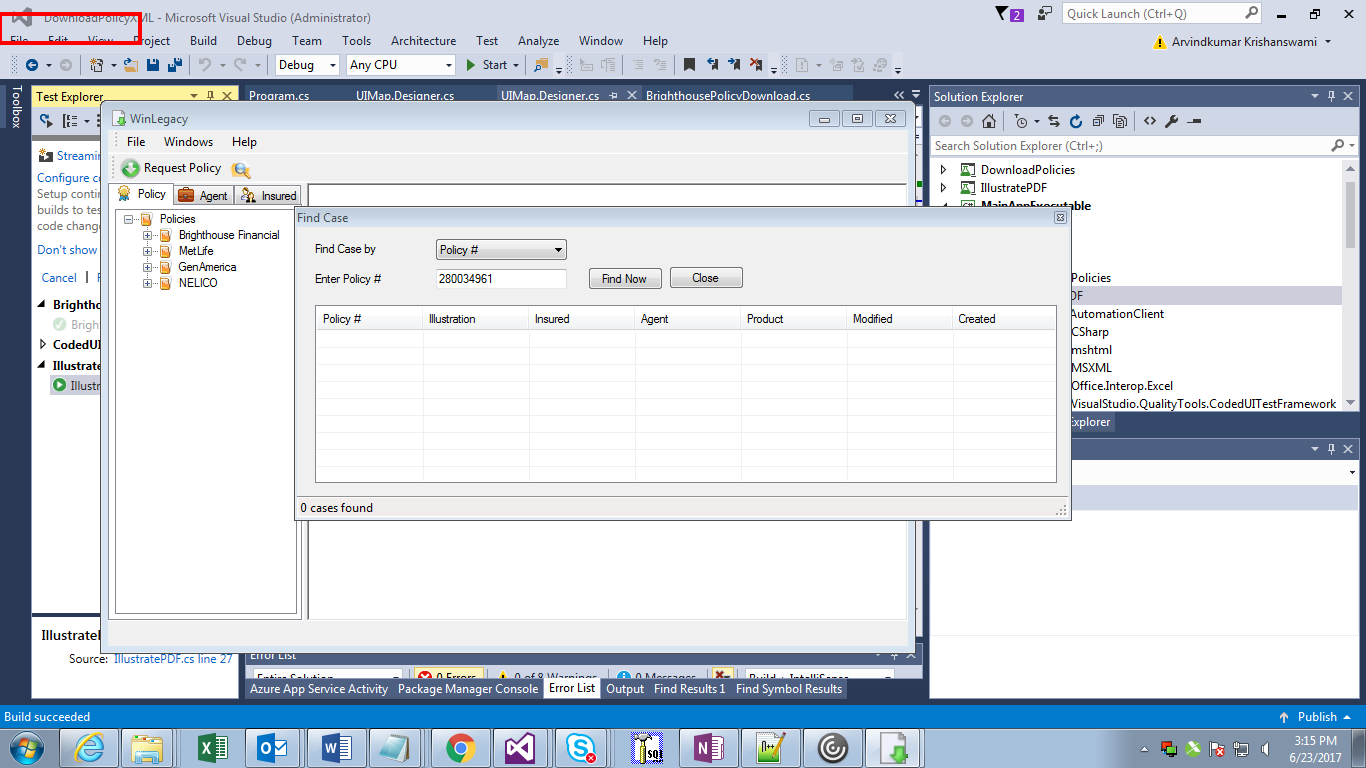 DownloadPolicyXML - Microsoft Visual Studio (Administrator)
2
Quick Launch (Ctrl+Q)
File Edit View Project Build Debug Team Tools Architecture Test Analyze Window Help
Arvindkumar Krishanswami
Debug Any CPU Start
Toolbox
Test Explorer
Program.cs UIMap.Designer.cs UIMap.Designer.cs BrighthousePolicyDownload.cs
Solution Explorer
Search Solution Explorer (Ctrl+;)
DownloadPolicies
IllustratePDF
MainAppExecutable
Policies
DF
AutomationClient
CSharp
mshtml
MSXML
Office.Interop.Excel
VisualStudio.QualityTools.CodedUITestFramework
Explorer
Streamin
Configure c
Setup contin
builds to tes
code change
Don't show
Cancel
Brightho
Brigh
CodedUI
Illustrate
Illustr
WinLegacy
File Windows Help
Request Policy
Policy Agent Insured
Policies
Brighthouse Financial
MetLife
GenAmerica
NELICO
Find Case
Find Case by Policy #
Enter Policy # 280034961 Find Now Close
Policy # Illustration Insured Agent Product Modified Created
0 cases found
IllustratePDF
Source: IllustratePDF.cs line 27
Error List
Entire Solution 0 Errors 0 of 8 Warnings 0 Messages Build + IntelliSense
Azure App Service Activity Package Manager Console Error List Output Find Results 1 Find Symbol Results
Build succeeded
Publish
SQL
3:15 PM
6/23/2017